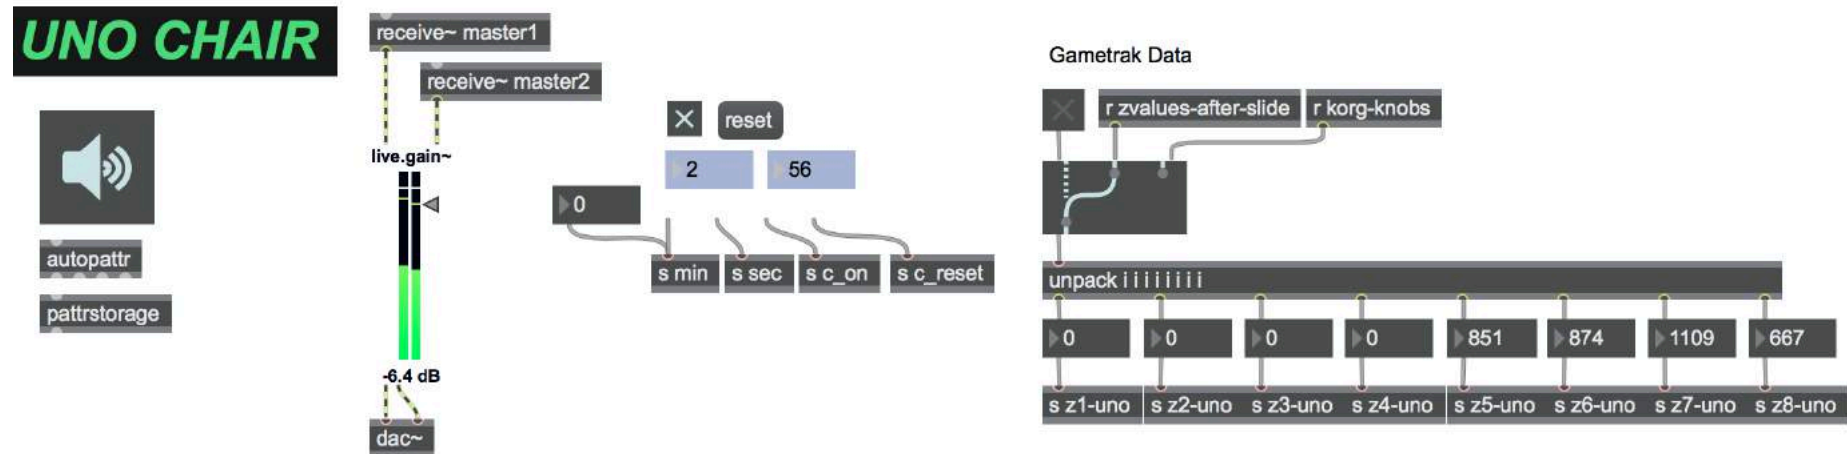 UNO CHAIR
receive~ master1
receive~ master2
live.gain~
-6.4 dB
dac~
autopattr
pattrstorage
reset
2
56
0
s min
s sec
s c_on
s c_reset
Gametrak Data
r zvalues-after-slide
r korg-knobs
unpack i i i i i i i i
0
0
0
0
851
874
1109
667
s z1-uno
s z2-uno
s z3-uno
s z4-uno
s z5-uno
s z6-uno
s z7-uno
s z8-uno